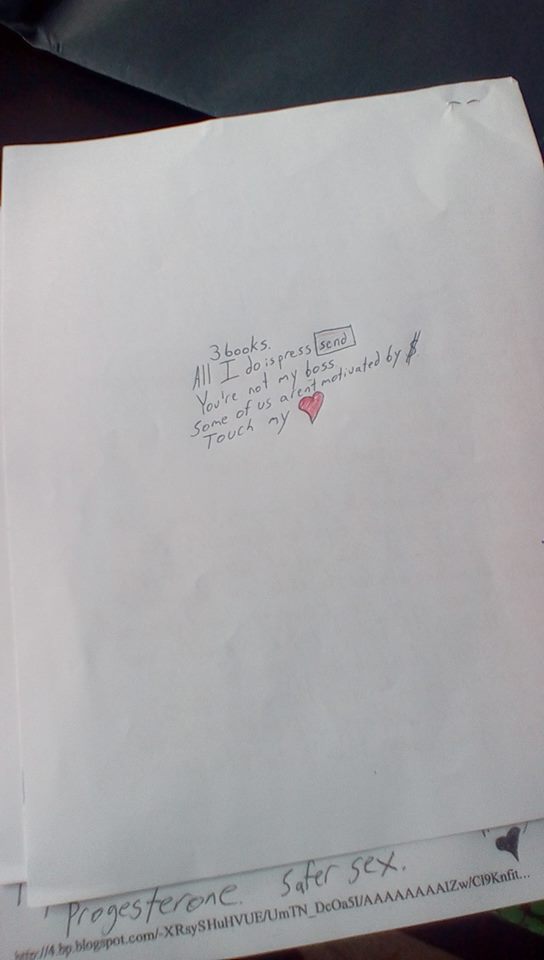 3 books.
All I do is press send
You're not my boss
Some of us arent motivated by $.
Touch my
Progesterone. Safer sex.
http://4.bp.blogspot.com/-XRsySHuHVUE/UmTN_DcOa5I/AAAAAAAAIZw/Cl9Knfit...